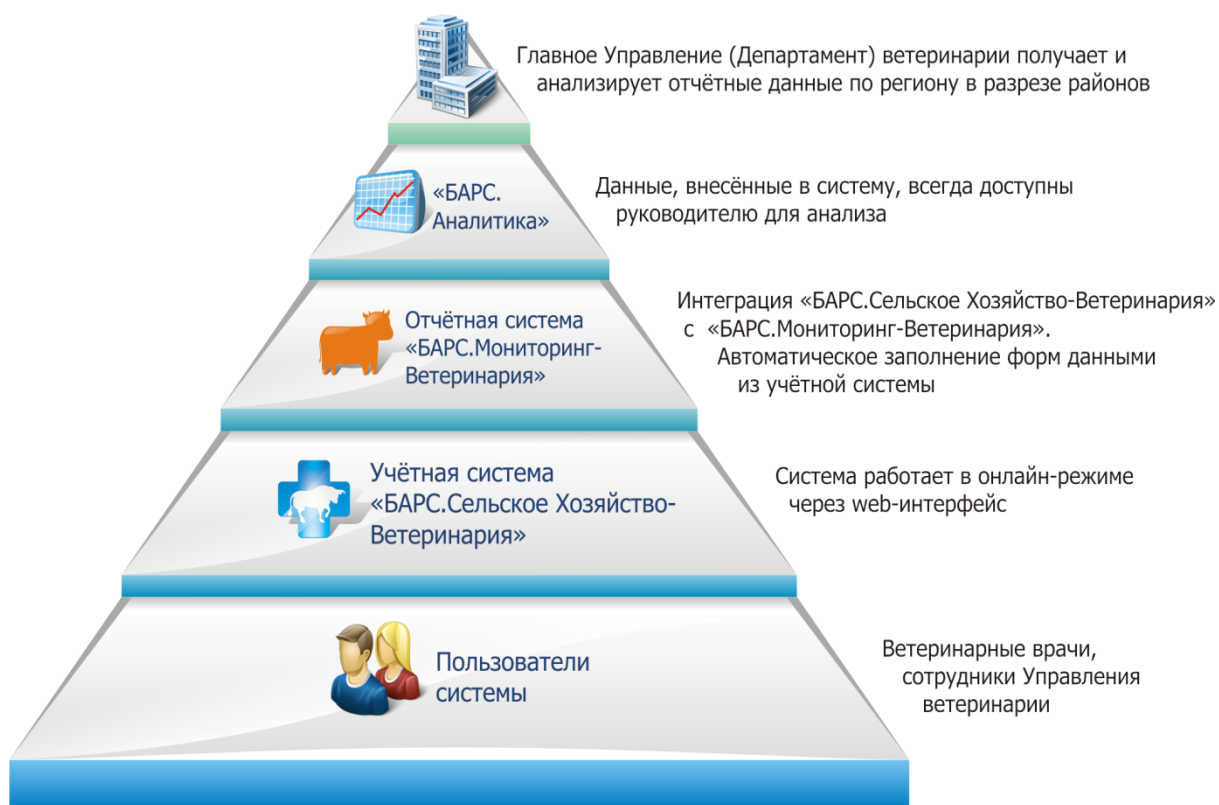 Главное Управление (Департамент) ветеринарии получает и
анализирует отчётные данные по региону в разрезе районов
«БАРС.
Аналитика»
Данные, внесённые в систему, всегда доступны
руководителю для анализа
Отчётная система
«БАРС.Мониторинг-
Ветеринария»
Интеграция «БАРС.Сельское Хозяйство-Ветеринария»
с «БАРС.Мониторинг-Ветеринария».
Автоматическое заполнение форм данными
из учётной системы
Учётная система
«БАРС.Сельское Хозяйство-
Ветеринария»
Система работает в онлайн-режиме
через web-интерфейс
Пользователи
системы
Ветеринарные врачи,
сотрудники Управления
ветеринарии